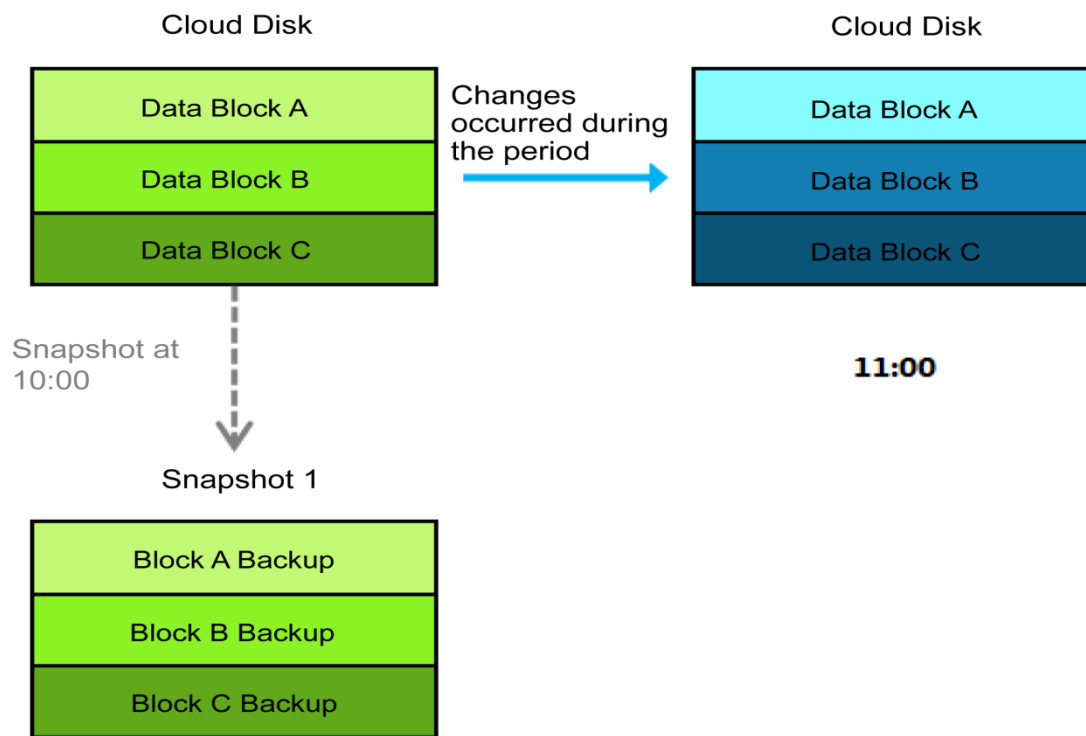 Cloud Disk
Cloud Disk
Data Block A
Data Block B
Data Block C
Changes
occurred during
the period
Data Block A
Data Block B
Data Block C
Snapshot at
10:00
11:00
Snapshot 1
Block A Backup
Block B Backup
Block C Backup